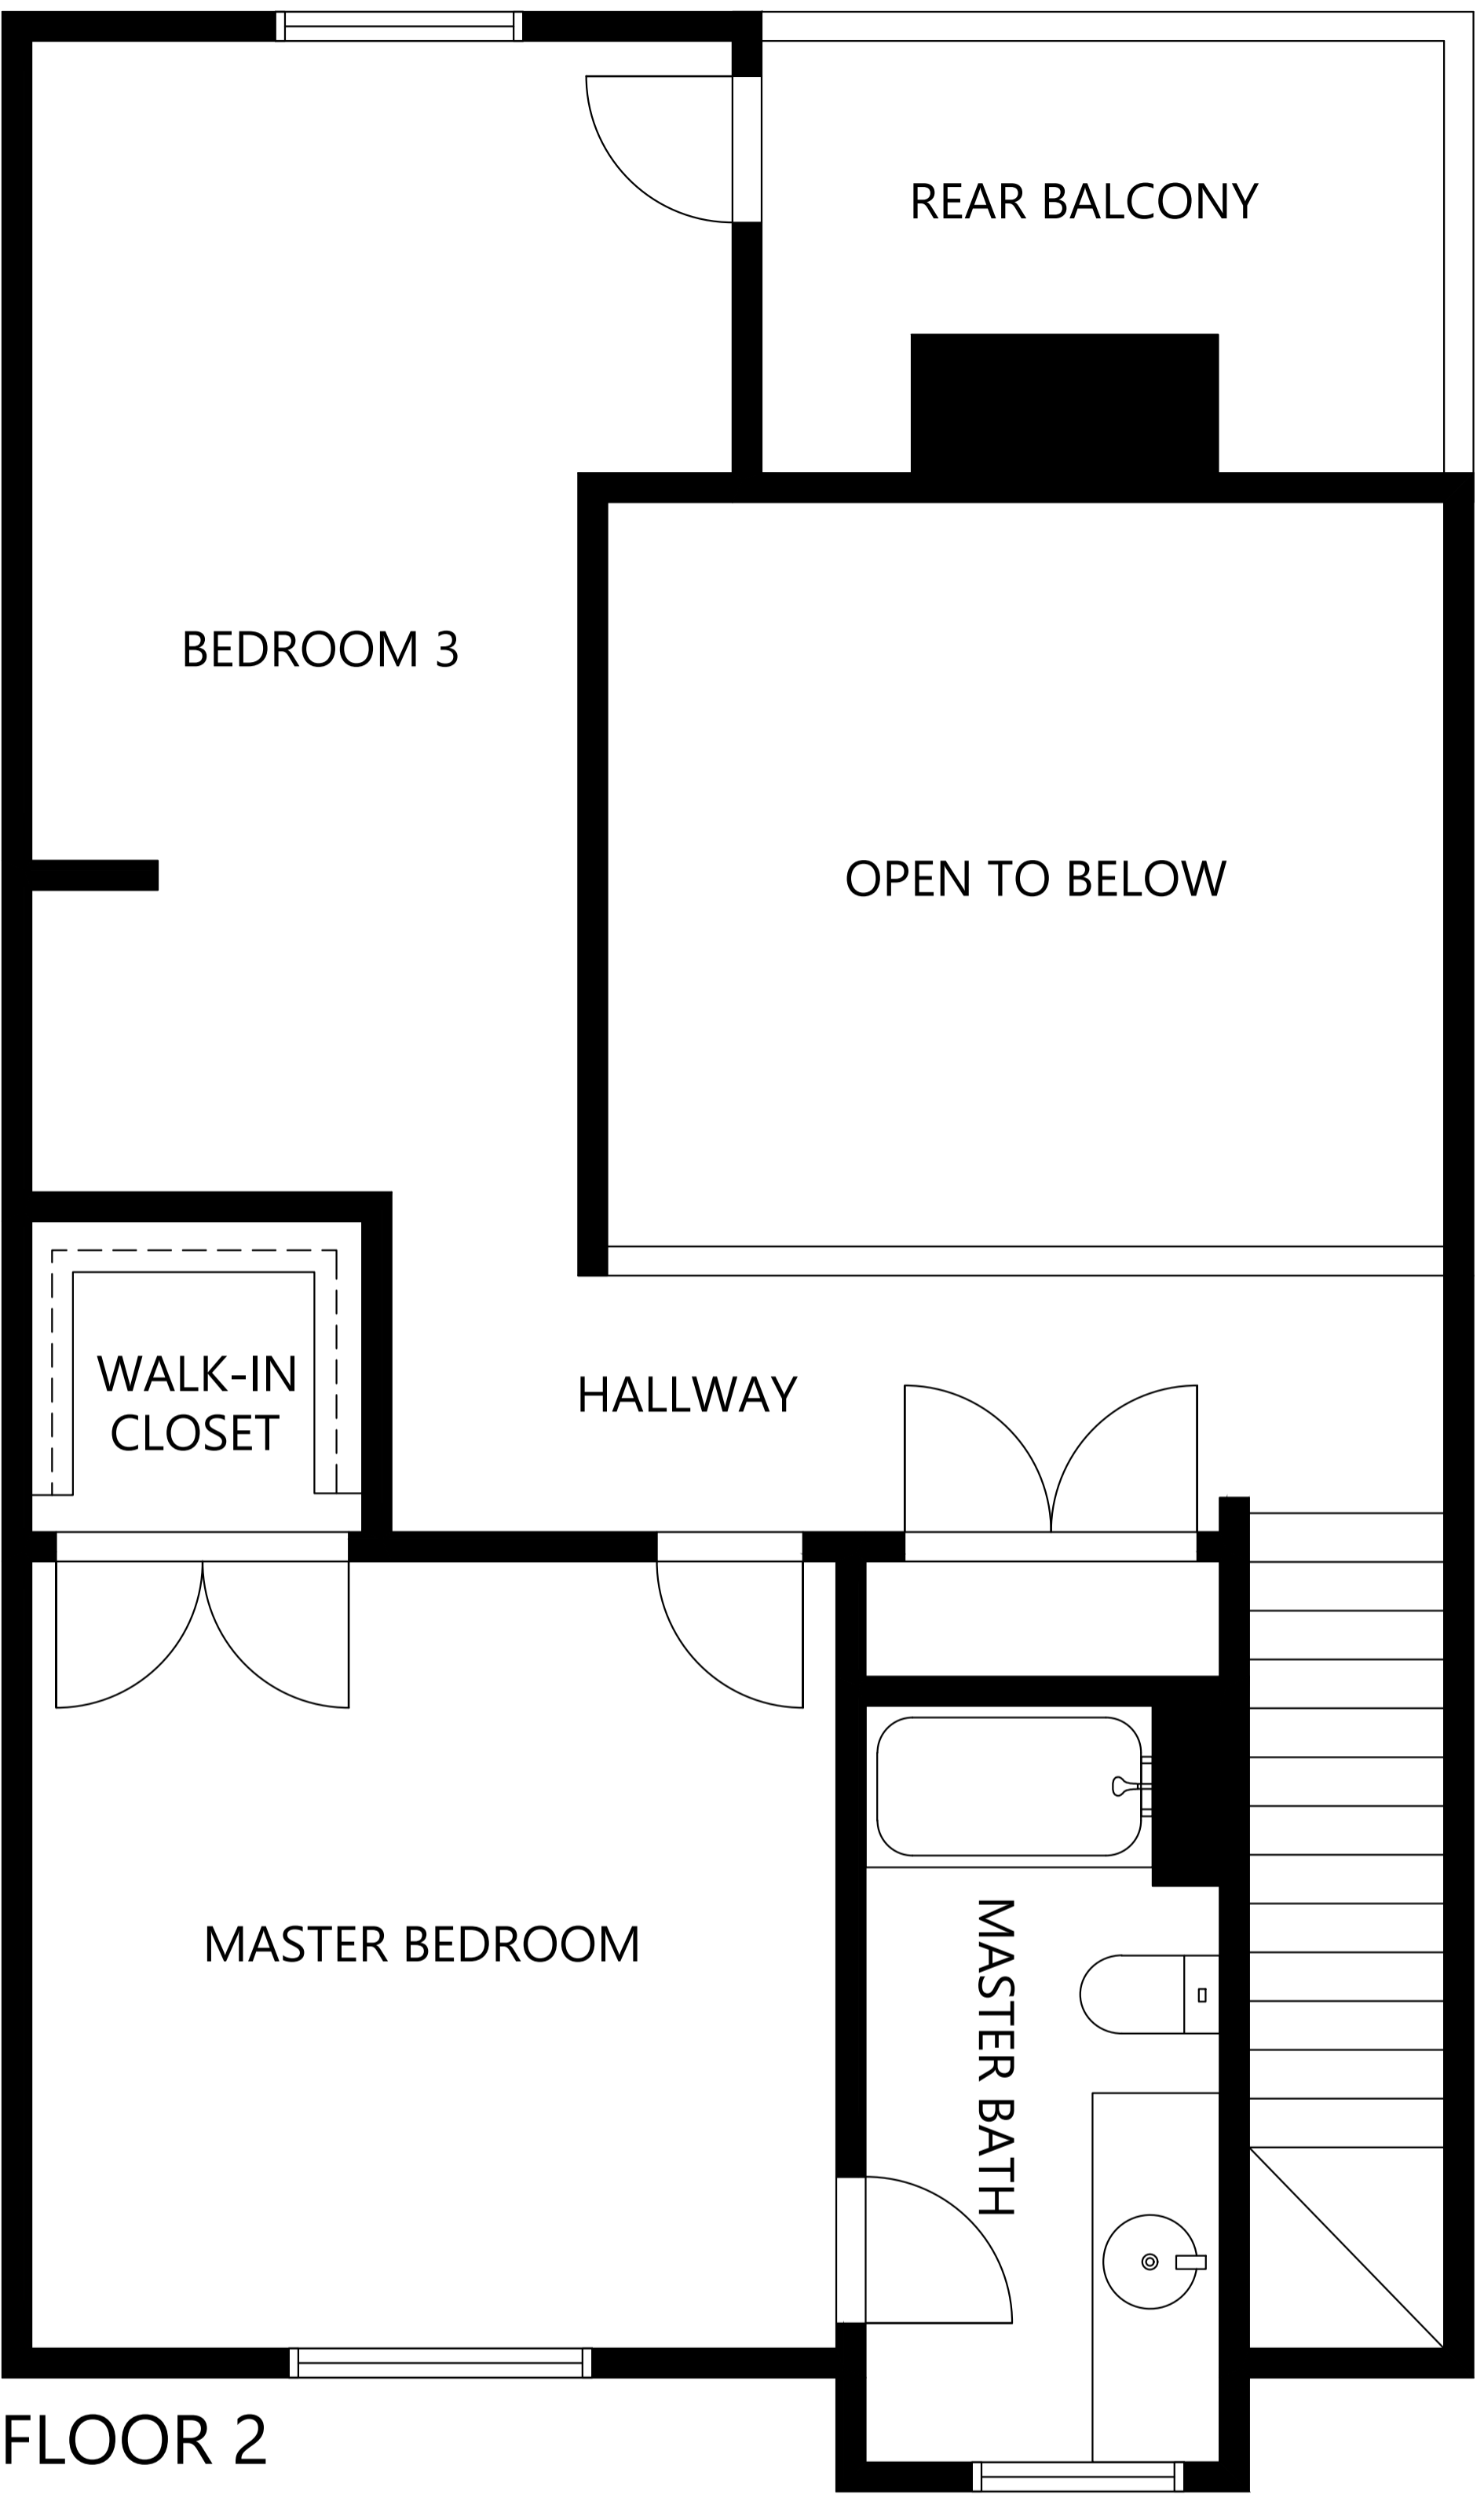 REAR BALCONY
BEDROOM 3
OPEN TO BELOW
WALK-IN
CLOSET
HALLWAY
MASTER BEDROOM
MASTER BATH
FLOOR 2